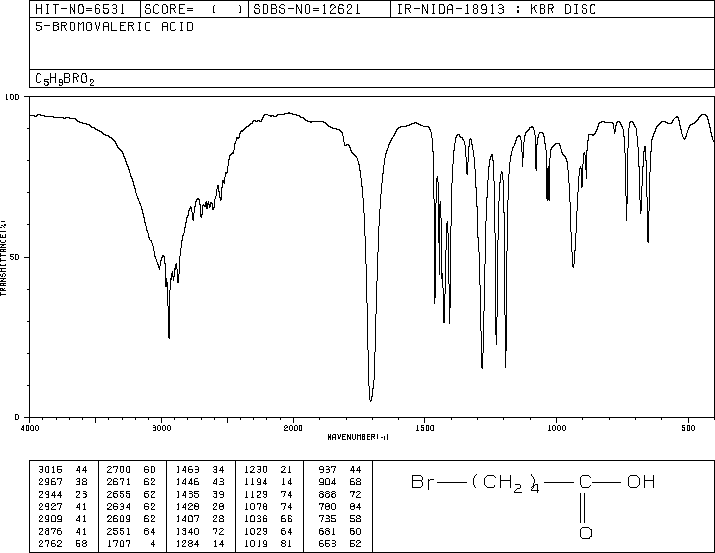 HIT-NO=6531 SCORE= ( ) SDBS-NO=12621 IR-NIDA-18913 : KBR DISC
5-BROMOVALERIC ACID
C5H9BRO2
100
50
0
TRANSMITTANCE(%)
4000 3000 2000 1500 1000 500
WAVENUMBER(-1)
3015 44 2700 60 1463 34 1230 21 937 44
2967 38 2671 62 1446 43 1194 14 904 68
2944 23 2655 62 1435 39 1129 74 888 72
2927 41 2634 62 1428 28 1078 74 780 84
2909 41 2609 62 1407 28 1036 66 735 58
2876 41 2551 64 1340 72 1029 64 681 60
2762 58 1707 4 1284 14 1019 81 653 52
Br—(CH2)4—C—OH
O